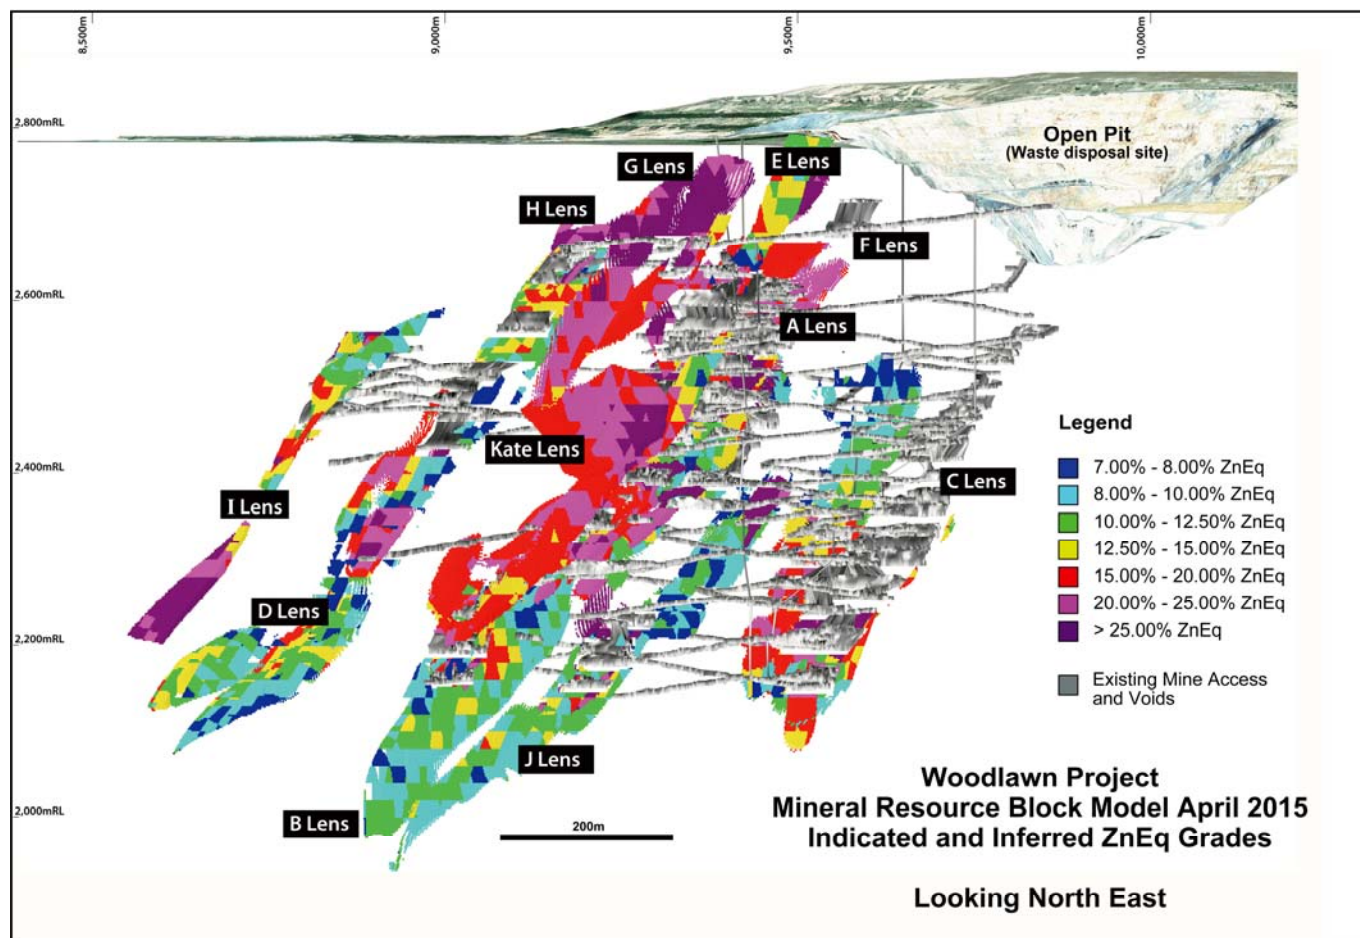 8,500m
9,000m
9,500m
10,000m
2,800mRL
Open Pit
(Waste disposal site)
G Lens
E Lens
H Lens
F Lens
2,600mRL
A Lens
Legend
Kate Lens
2,400mRL
7.00% - 8.00% ZnEq
C Lens
8.00% - 10.00% ZnEq
I Lens
10.00% - 12.50% ZnEq
12.50% - 15.00% ZnEq
15.00% - 20.00% ZnEq
20.00% - 25.00% ZnEq
D Lens
> 25.00% ZnEq
2,200mRL
Existing Mine Access
and Voids
J Lens
Woodlawn Project
Mineral Resource Block Model April 2015
Indicated and Inferred ZnEq Grades
2,000mRL
B Lens
200m
Looking North East